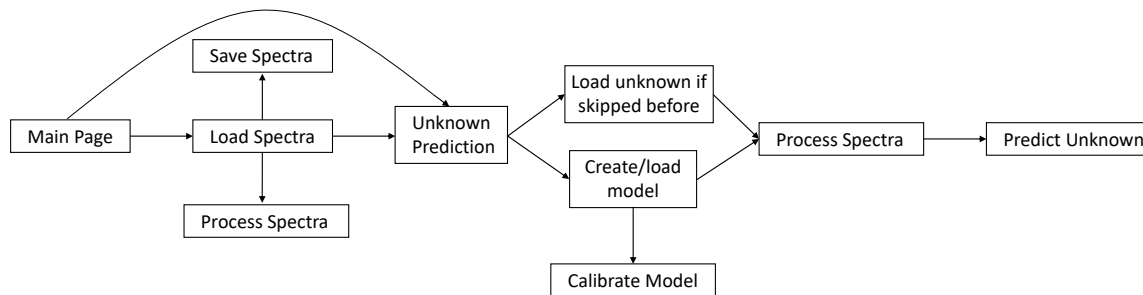 Save Spectra
Load unknown if
skipped before
Main Page
Load Spectra
Unknown
Prediction
Process Spectra
Predict Unknown
Create/load
model
Process Spectra
Calibrate Model